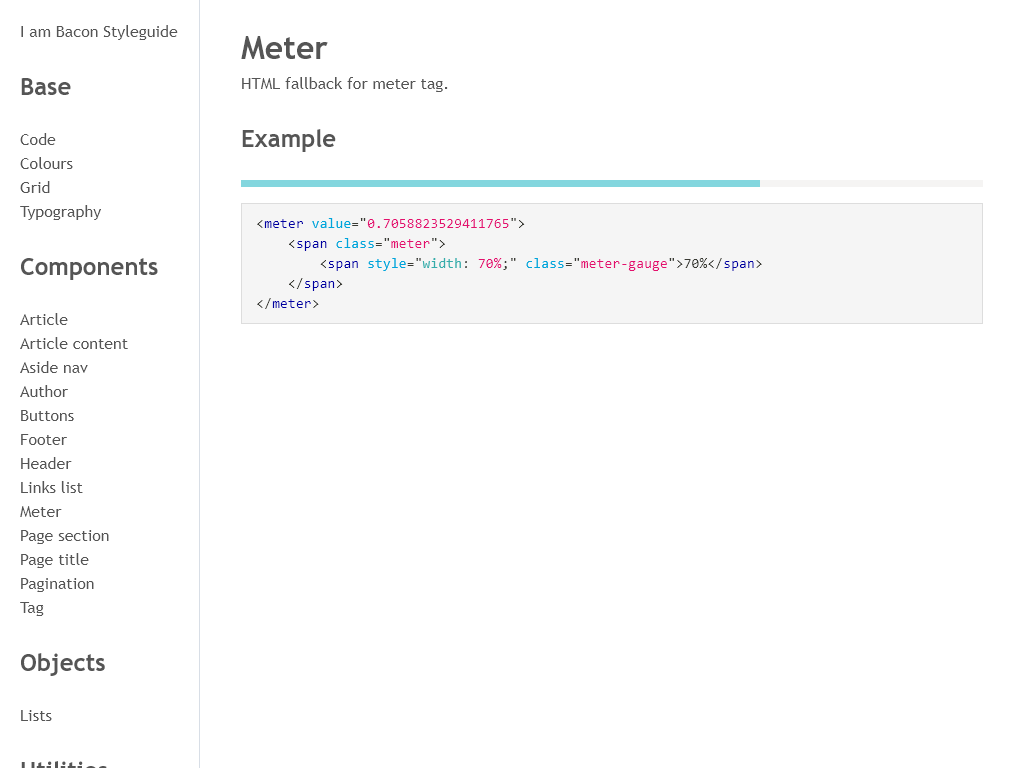 I am Bacon Styleguide
Base
Code
Colours
Grid
Typography
Components
Article
Article content
Aside nav
Author
Buttons
Footer
Header
Links list
Meter
Page section
Page title
Pagination
Tag
Objects
Lists
Utilities
Meter
HTML fallback for meter tag.
Example
<meter value="0.7058823529411765">
    <span class="meter">
        <span style="width: 70%;" class="meter-gauge">70%</span>
    </span>
</meter>